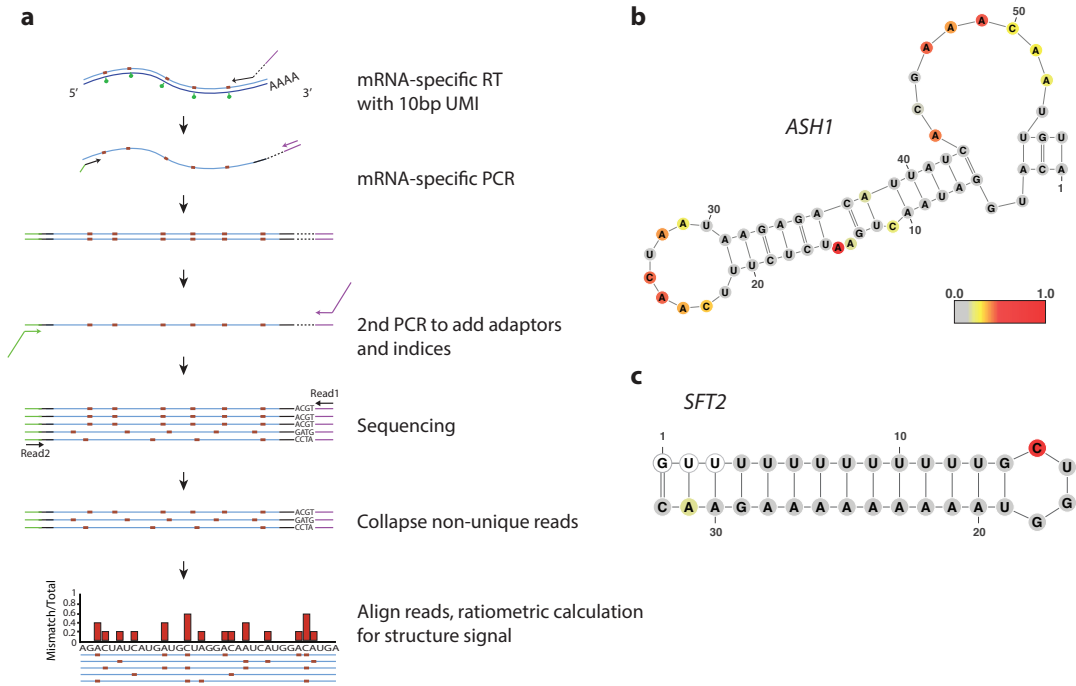 a
5′
AAAA
3′
mRNA-specific RT
with 10bp UMI
mRNA-specific PCR
2nd PCR to add adaptors
and indices
Read1
ACGT
ACGT
ACGT
GATG
CCTA
Read2
Sequencing
ACGT
GATG
CCTA
Collapse non-unique reads
Mismatch/Total
1
0.8
0.6
0.4
0.2
0
AGACUAUCAUGAUGCUAGGACAAUCAUGGACAUGA
Align reads, ratiometric calculation
for structure signal
b
ASH1
50
A A A C A A U
G C A
U G U
U C A U U A C A G A G A A U
40
30
A A U C A A C U
1
A C A U G G A U A A C U G A A U C U C U U
10
20
0.0 1.0
c
SFT2
1 10
G U U U U U U U U U U U U G C U
G
C A A A G A A A A A A A A U G
30 20